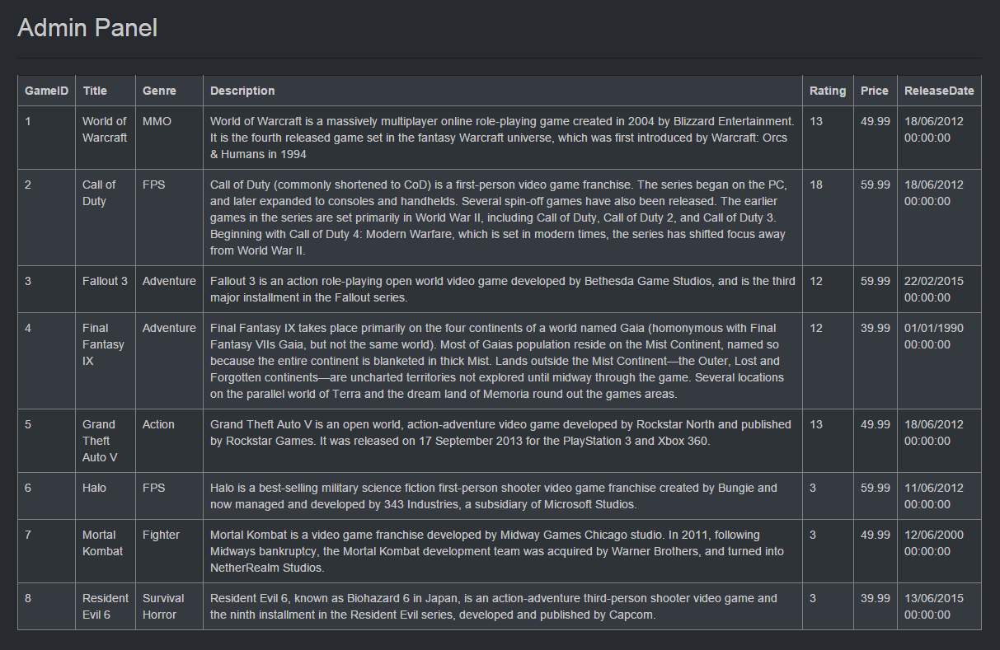 Admin Panel
GameID Title Genre Description Rating Price ReleaseDate
1 World of MMO World of Warcraft is a massively multiplayer online role-playing game created in 2004 by Blizzard Entertainment. 13 49.99 18/06/2012
Warcraft It is the fourth released game set in the fantasy Warcraft universe, which was first introduced by Warcraft: Orcs 00:00:00
& Humans in 1994
2 Call of FPS Call of Duty (commonly shortened to CoD) is a first-person video game franchise. The series began on the PC, 18 59.99 18/06/2012
Duty and later expanded to consoles and handhelds. Several spin-off games have also been released. The earlier 00:00:00
games in the series are set primarily in World War II, including Call of Duty, Call of Duty 2, and Call of Duty 3.
Beginning with Call of Duty 4: Modern Warfare, which is set in modern times, the series has shifted focus away
from World War II.
3 Fallout 3 Adventure Fallout 3 is an action role-playing open world video game developed by Bethesda Game Studios, and is the third 12 59.99 22/02/2015
major installment in the Fallout series. 00:00:00
4 Final Adventure Final Fantasy IX takes place primarily on the four continents of a world named Gaia (homonymous with Final 12 39.99 01/01/1990
Fantasy Fantasy VIIs Gaia, but not the same world). Most of Gaias population reside on the Mist Continent, named so 00:00:00
IX because the entire continent is blanketed in thick Mist. Lands outside the Mist Continent—the Outer, Lost and
Forgotten continents—are uncharted territories not explored until midway through the game. Several locations
on the parallel world of Terra and the dream land of Memoria round out the games areas.
5 Grand Action Grand Theft Auto V is an open world, action-adventure video game developed by Rockstar North and published 13 49.99 18/06/2012
Theft by Rockstar Games. It was released on 17 September 2013 for the PlayStation 3 and Xbox 360. 00:00:00
Auto V
6 Halo FPS Halo is a best-selling military science fiction first-person shooter video game franchise created by Bungie and 3 59.99 11/06/2012
now managed and developed by 343 Industries, a subsidiary of Microsoft Studios. 00:00:00
7 Mortal Fighter Mortal Kombat is a video game franchise developed by Midway Games Chicago studio. In 2011, following 3 49.99 12/06/2000
Kombat Midways bankruptcy, the Mortal Kombat development team was acquired by Warner Brothers, and turned into 00:00:00
NetherRealm Studios.
8 Resident Survival Resident Evil 6, known as Biohazard 6 in Japan, is an action-adventure third-person shooter video game and 3 39.99 13/06/2015
Evil 6 Horror the ninth installment in the Resident Evil series, developed and published by Capcom. 00:00:00